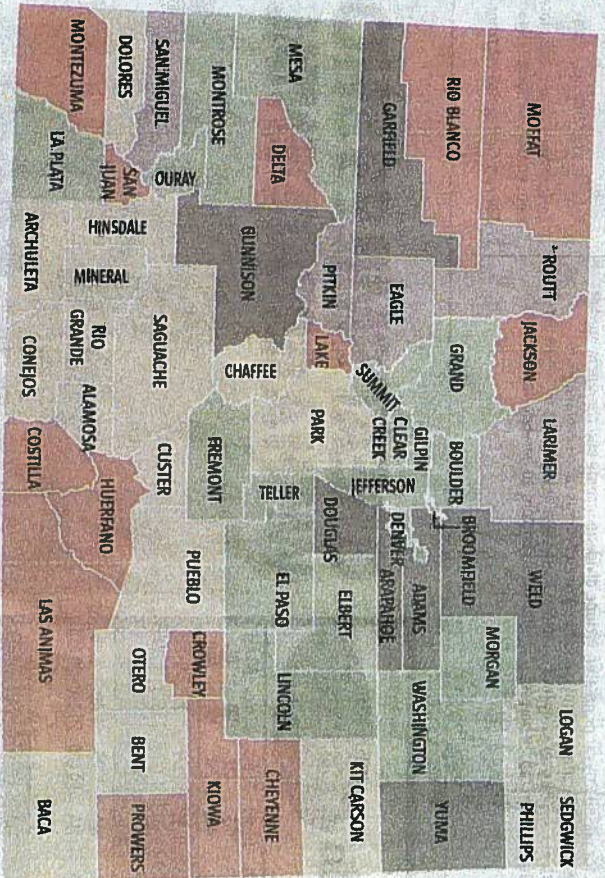 MOFFAT
ROUTT
JACKSON
LARIMER
WELD
LOGAN
SEDGWICK
PHILLIPS
RIO BLANCO
GRAND
BOULDER
BROOMFIELD
MORGAN
GARFIELD
EAGLE
SUMMIT
GILPIN
CLEAR
CREEK
JEFFERSON
DENVER
ADAMS
ARAPAHOE
WASHINGTON
YUMA
MESA
PITKIN
LAKE
PARK
DOUGLAS
ELBERT
KIT CARSON
DELTA
GUNNISON
CHAFFEE
TELLER
EL PASO
LINCOLN
CHEYENNE
MONTROSE
OURAY
FREMONT
CROWLEY
KIOWA
SAN MIGUEL
SAGUACHE
CUSTER
PUEBLO
DOLORES
SAN
JUAN
HINSDALE
MINERAL
RIO
GRANDE
ALAMOSA
HUERFANO
OTERO
BENT
PROWERS
MONTEZUMA
LA PLATA
ARCHULETA
CONEJOS
COSTILLA
LAS ANIMAS
BACA